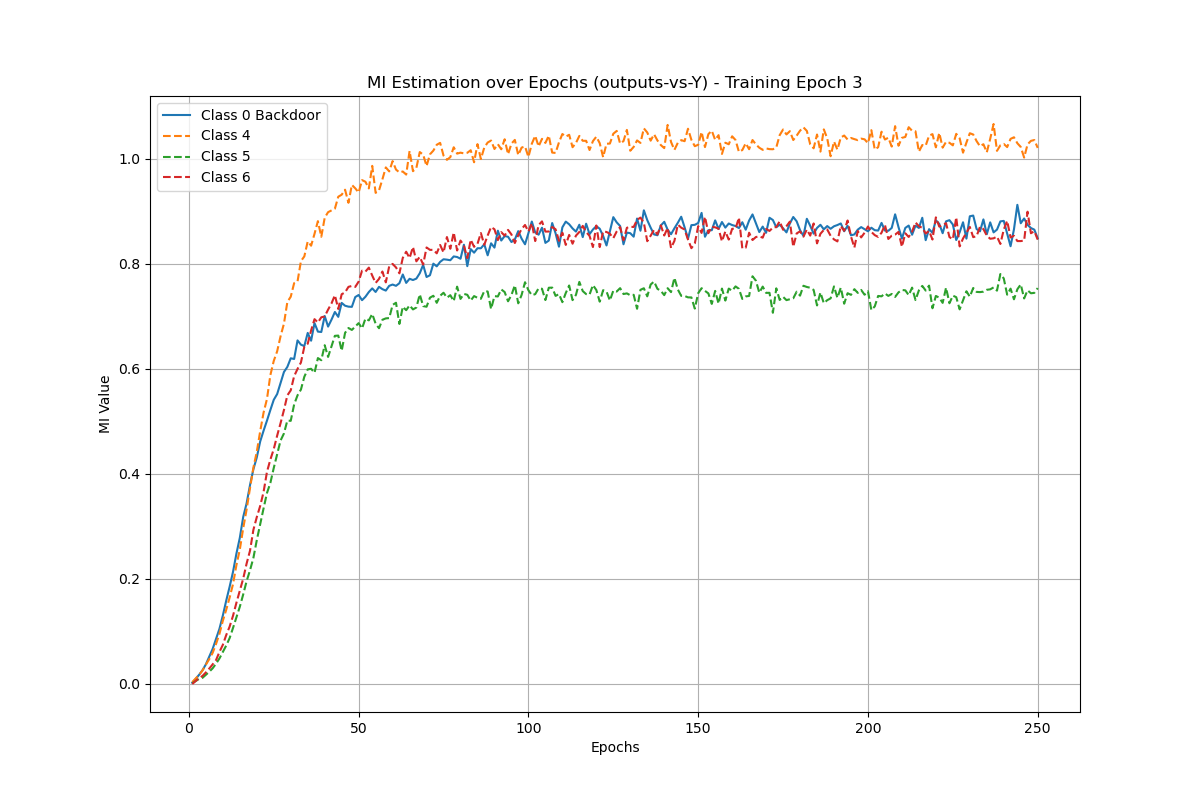 MI Estimation over Epochs (outputs-vs-Y) - Training Epoch 3
Class 0 Backdoor
Class 4
Class 5
Class 6
1.0
0.8
0.6
0.4
0.2
0.0
MI Value
0 50 100 150 200 250
Epochs